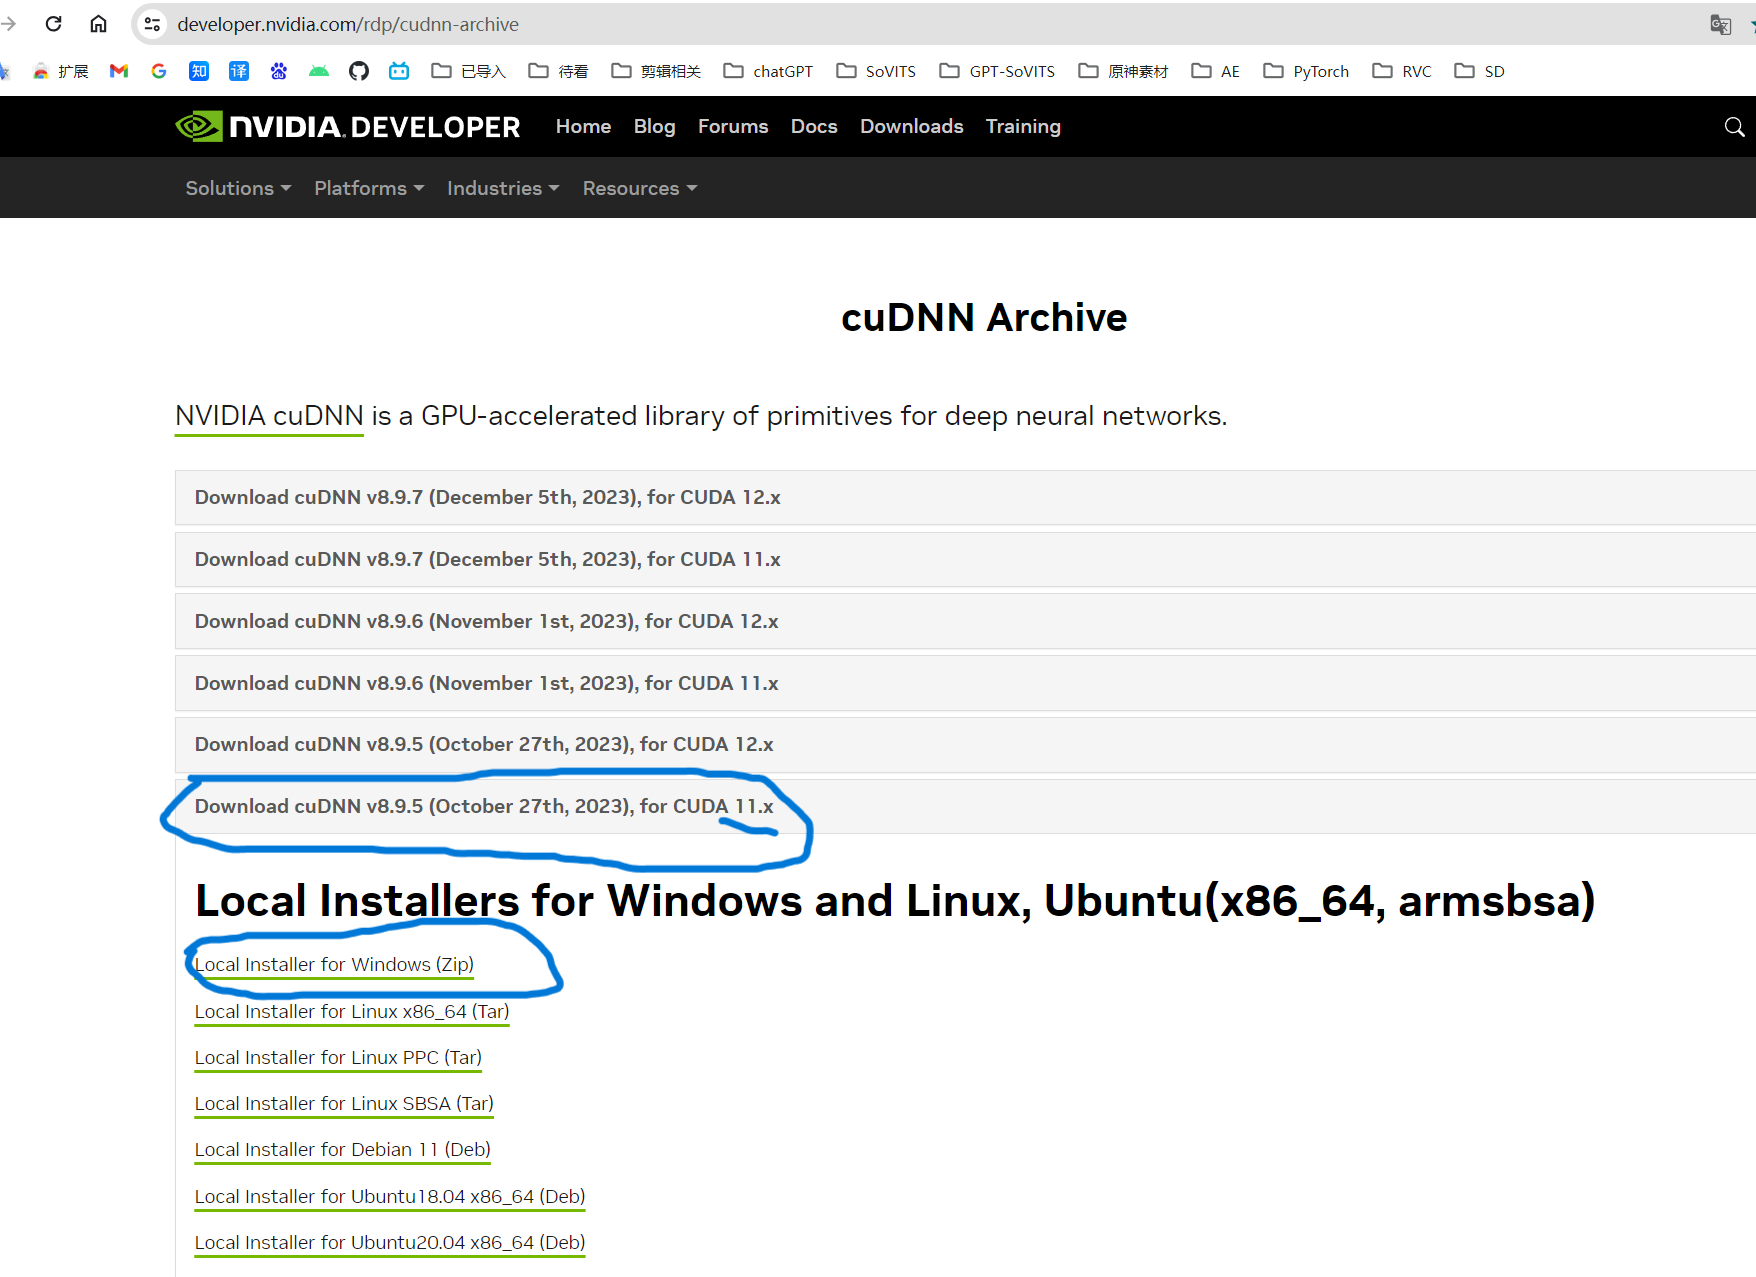 developer.nvidia.com/rdp/cudnn-archive
扩展 知 译 du 已导入 待看 剪辑相关 chatGPT SoVITS GPT-SoVITS 原神素材 AE PyTorch RVC SD
NVIDIA. DEVELOPER Home Blog Forums Docs Downloads Training
Solutions Platforms Industries Resources
cuDNN Archive
NVIDIA cuDNN is a GPU-accelerated library of primitives for deep neural networks.
Download cuDNN v8.9.7 (December 5th, 2023), for CUDA 12.x
Download cuDNN v8.9.7 (December 5th, 2023), for CUDA 11.x
Download cuDNN v8.9.6 (November 1st, 2023), for CUDA 12.x
Download cuDNN v8.9.6 (November 1st, 2023), for CUDA 11.x
Download cuDNN v8.9.5 (October 27th, 2023), for CUDA 12.x
Download cuDNN v8.9.5 (October 27th, 2023), for CUDA 11.x
Local Installers for Windows and Linux, Ubuntu(x86_64, armsbsa)
Local Installer for Windows (Zip)
Local Installer for Linux x86_64 (Tar)
Local Installer for Linux PPC (Tar)
Local Installer for Linux SBSA (Tar)
Local Installer for Debian 11 (Deb)
Local Installer for Ubuntu18.04 x86_64 (Deb)
Local Installer for Ubuntu20.04 x86_64 (Deb)